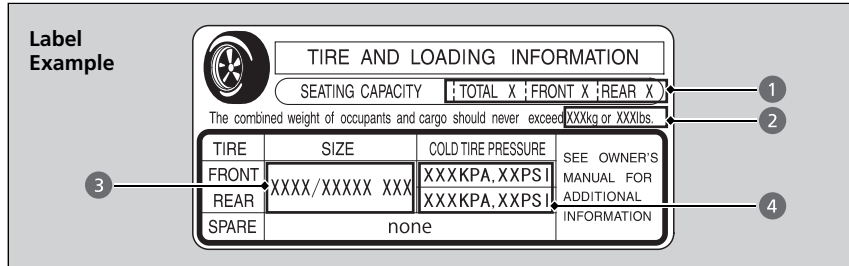 Label
Example
TIRE AND LOADING INFORMATION
SEATING CAPACITY TOTAL X FRONT X REAR X
1
The combined weight of occupants and cargo should never exceed XXXkg or XXXlbs.
2
TIRE SIZE COLD TIRE PRESSURE
SEE OWNER'S
MANUAL FOR
ADDITIONAL
INFORMATION
FRONT
REAR
XXXX/XXXXX XXX
XXXKPA,XXPSI
XXXKPA,XXPSI
3
4
SPARE none